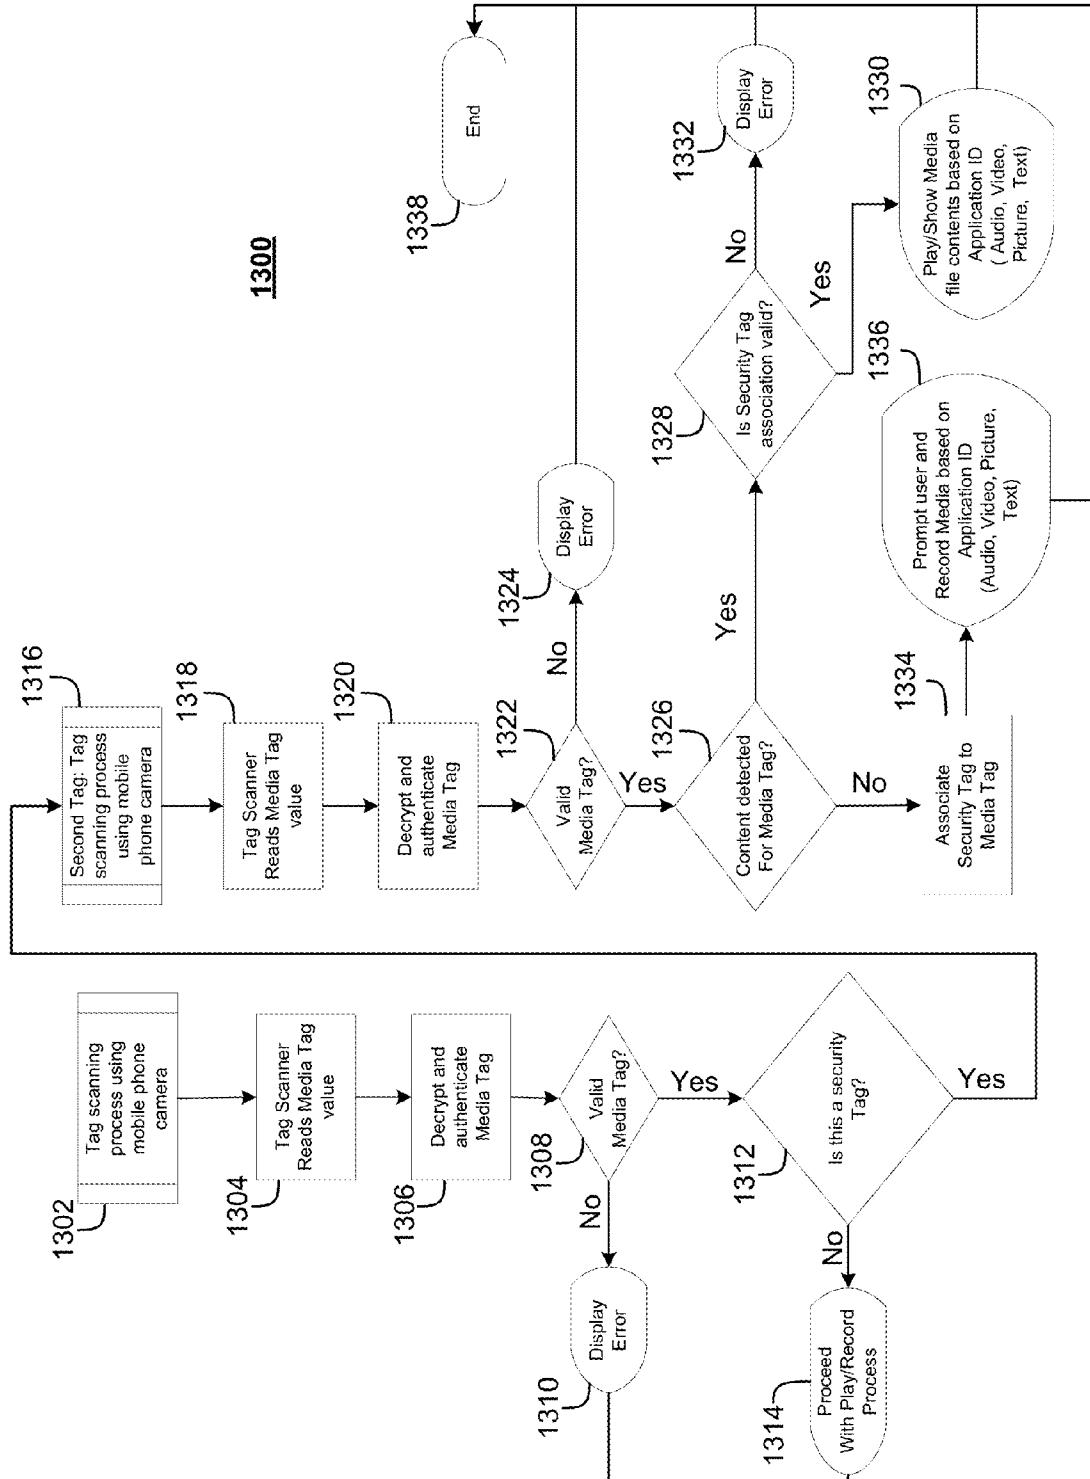 1300
1302
Tag scanning
process using
mobile phone
camera
1304
Tag Scanner
Reads Media Tag
value
1306
Decrypt and
authenticate
Media Tag
1308
Valid
Media Tag?
No
Yes
1310
Display
Error
1312
Is this a security
Tag?
No
Yes
1314
Proceed
With Play/Record
Process
1316
Second Tag: Tag
scanning process
using mobile
phone camera
1318
Tag Scanner
Reads Media Tag
value
1320
Decrypt and
authenticate
Media Tag
1322
Valid
Media Tag?
No
Yes
1324
Display
Error
1326
Content detected
For Media Tag?
Yes
No
1328
Is Security Tag
association valid?
No
Yes
1332
Display
Error
1330
Play/Show Media
file contents based on
Application ID
( Audio, Video,
Picture, Text)
1334
Associate
Security Tag to
Media Tag
1336
Prompt user and
Record Media based on
Application ID
(Audio, Video, Picture,
Text)
1338
End